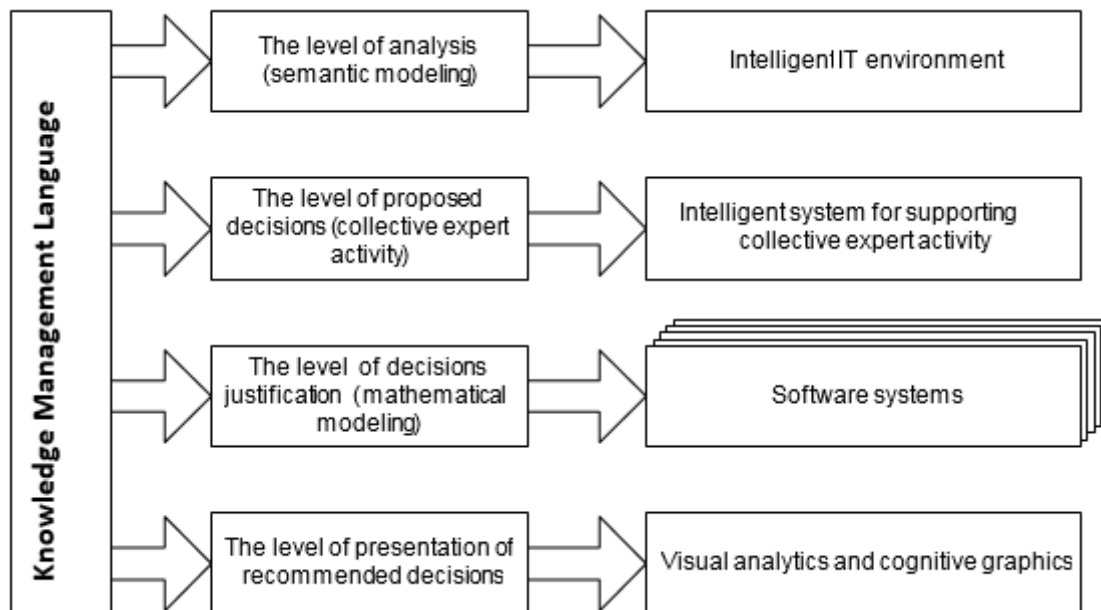 Knowledge Management Language
The level of analysis
(semantic modeling)
Intelligent IT environment
The level of proposed
decisions (collective expert
activity)
Intelligent system for supporting
collective expert activity
The level of decisions
justification (mathematical
modeling)
Software systems
The level of presentation of
recommended decisions
Visual analytics and cognitive graphics